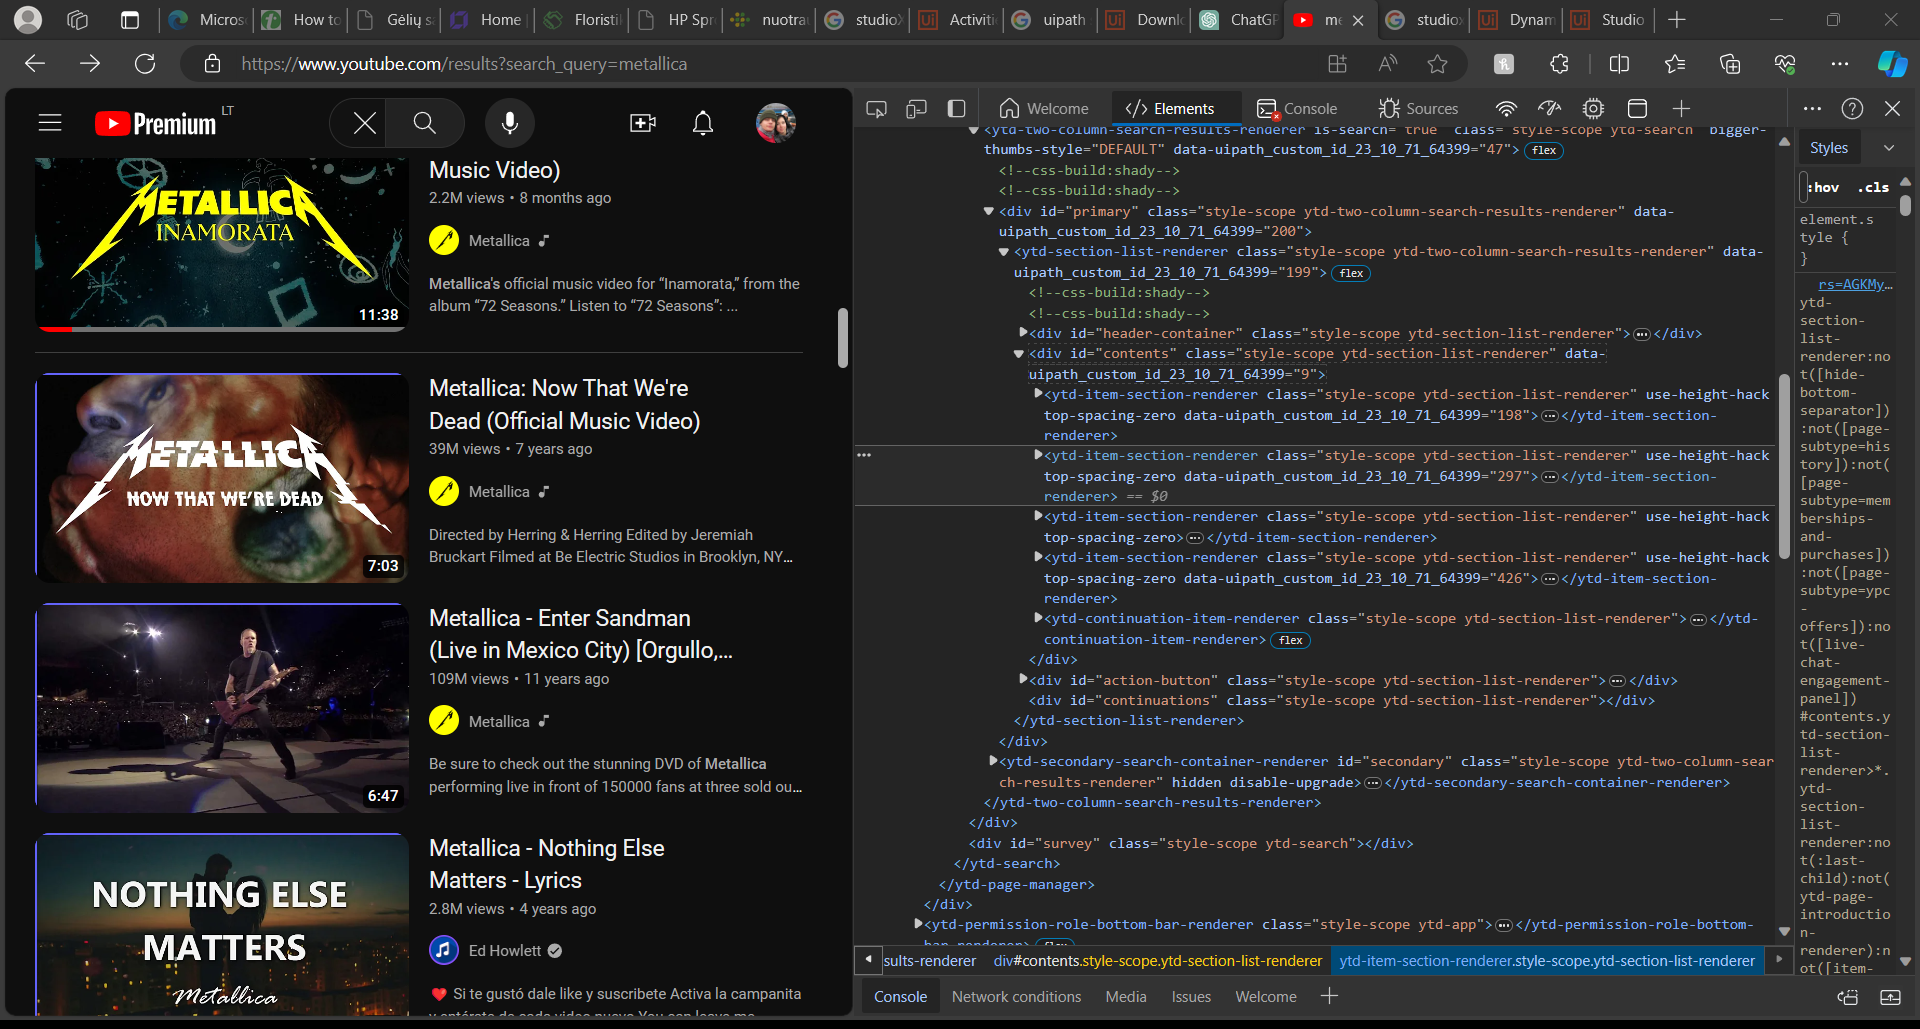 Micros
How to
Gėlių s
Home
Floristi
HP Spr
nuotra
studioX
Activiti
uipath
Downl
ChatGP
me
studio
Dynam
Studio
https://www.youtube.com/results?search_query=metallica
Premium LT
Music Video)
2.2M views • 8 months ago
Metallica
Metallica's official music video for “Inamorata,” from the
album “72 Seasons.” Listen to “72 Seasons”: ...
METALLICA
INAMORATA
11:38
Metallica: Now That We're
Dead (Official Music Video)
39M views • 7 years ago
Metallica
Directed by Herring & Herring Edited by Jeremiah
Bruckart Filmed at Be Electric Studios in Brooklyn, NY...
METALLICA
NOW THAT WE'RE DEAD
7:03
Metallica - Enter Sandman
(Live in Mexico City) [Orgullo,...
109M views • 11 years ago
Metallica
Be sure to check out the stunning DVD of Metallica
performing live in front of 150000 fans at three sold ou...
6:47
Metallica - Nothing Else
Matters - Lyrics
2.8M views • 4 years ago
Ed Howlett
Si te gustó dale like y suscribete Activa la campanita
NOTHING ELSE
MATTERS
Metallica
Welcome
Elements
Console
Sources
<ytd-two-column-search-results-renderer is-search="true" class="style-scope ytd-search" bigger-
thumbs-style="DEFAULT" data-uipath_custom_id_23_10_71_64399="47"> flex
<!--css-build:shady-->
<!--css-build:shady-->
<div id="primary" class="style-scope ytd-two-column-search-results-renderer" data-
uipath_custom_id_23_10_71_64399="200">
<ytd-section-list-renderer class="style-scope ytd-two-column-search-results-renderer" data-
uipath_custom_id_23_10_71_64399="199"> flex
<!--css-build:shady-->
<!--css-build:shady-->
<div id="header-container" class="style-scope ytd-section-list-renderer">…</div>
<div id="contents" class="style-scope ytd-section-list-renderer" data-
uipath_custom_id_23_10_71_64399="9">
<ytd-item-section-renderer class="style-scope ytd-section-list-renderer" use-height-hack
top-spacing-zero data-uipath_custom_id_23_10_71_64399="198">…</ytd-item-section-
renderer>
<ytd-item-section-renderer class="style-scope ytd-section-list-renderer" use-height-hack
top-spacing-zero data-uipath_custom_id_23_10_71_64399="297">…</ytd-item-section-
renderer> == $0
<ytd-item-section-renderer class="style-scope ytd-section-list-renderer" use-height-hack
top-spacing-zero>…</ytd-item-section-renderer>
<ytd-item-section-renderer class="style-scope ytd-section-list-renderer" use-height-hack
top-spacing-zero data-uipath_custom_id_23_10_71_64399="426">…</ytd-item-section-
renderer>
<ytd-continuation-item-renderer class="style-scope ytd-section-list-renderer">…</ytd-
continuation-item-renderer> flex
</div>
<div id="action-button" class="style-scope ytd-section-list-renderer">…</div>
<div id="continuations" class="style-scope ytd-section-list-renderer"></div>
</ytd-section-list-renderer>
</div>
<ytd-secondary-search-container-renderer id="secondary" class="style-scope ytd-two-column-sear
ch-results-renderer" hidden disable-upgrade>…</ytd-secondary-search-container-renderer>
</ytd-two-column-search-results-renderer>
</div>
<div id="survey" class="style-scope ytd-search"></div>
</ytd-search>
</ytd-page-manager>
</div>
<ytd-permission-role-bottom-bar-renderer class="style-scope ytd-app">…</ytd-permission-role-bottom-
bar-renderer> flex
sults-renderer div#contents.style-scope.ytd-section-list-renderer ytd-item-section-renderer.style-scope.ytd-section-list-renderer
Styles
:hov .cls
element.s
tyle {
}
rs=AGKMy…
ytd-
section-
list-
renderer:no
t([hide-
bottom-
separator])
:not([page-
subtype=his
tory]):not(
[page-
subtype=mem
berships-
and-
purchases])
:not([page-
subtype=ypc
-
offers]):no
t([live-
chat-
engagement-
panel])
#contents.y
td-section-
list-
renderer>*.
ytd-
section-
list-
renderer:no
t(:last-
child):not(
ytd-page-
introductio
n-
renderer):n
ot([item-
Console
Network conditions
Media
Issues
Welcome